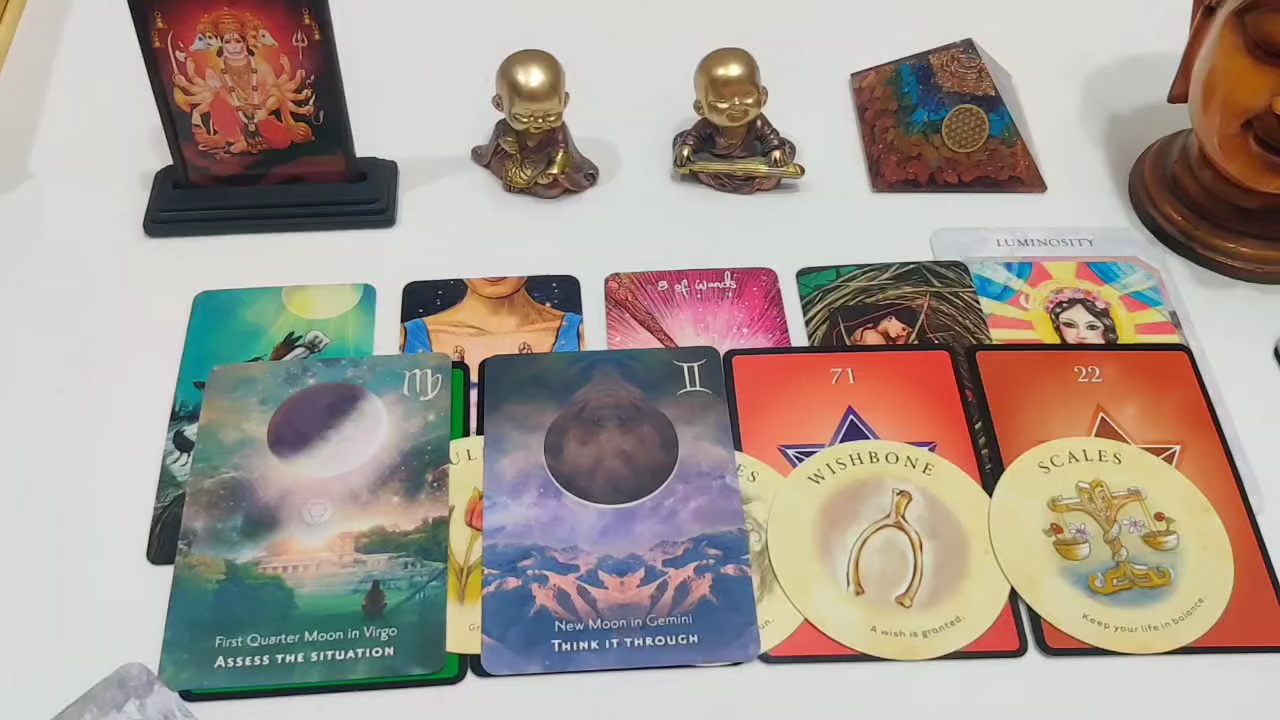 LUMINOSITY
8 of Wands
71
22
WISHBONE
A wish is granted.
SCALES
Keep your life in balance.
First Quarter Moon in Virgo
ASSESS THE SITUATION
New Moon in Gemini
THINK IT THROUGH